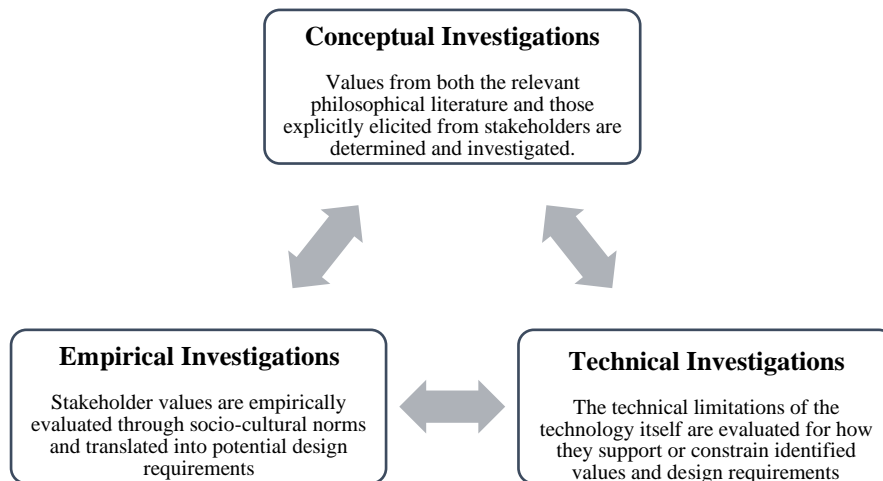 Conceptual Investigations
Values from both the relevant
philosophical literature and those
explicitly elicited from stakeholders are
determined and investigated.
Empirical Investigations
Stakeholder values are empirically
evaluated through socio-cultural norms
and translated into potential design
requirements
Technical Investigations
The technical limitations of the
technology itself are evaluated for how
they support or constrain identified
values and design requirements